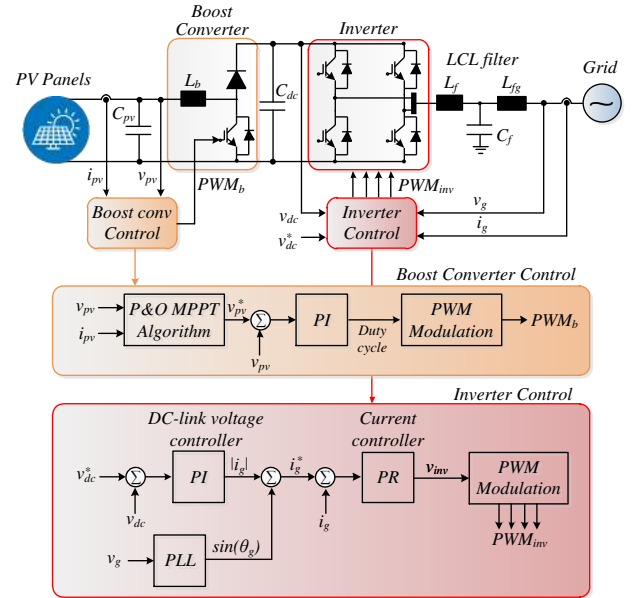 Boost
Converter
Inverter
LCL filter
Grid
PV Panels
L_b
C_pv
C_dc
L_f
L_fg
C_f
i_pv
v_pv
PWM_b
PWM_inv
Boost conv
Control
v_dc
v_dc^*
Inverter
Control
v_g
i_g
Boost Converter Control
v_pv
i_pv
P&O MPPT
Algorithm
v_pv^*
Σ
v_pv
PI
Duty
cycle
PWM
Modulation
PWM_b
Inverter Control
DC-link voltage
controller
Current
controller
v_dc^*
Σ
v_dc
PI
|i_g|
Σ
i_g^*
Σ
i_g
PR
v_inv
PWM
Modulation
PWM_inv
v_g
PLL
sin(θ_g)